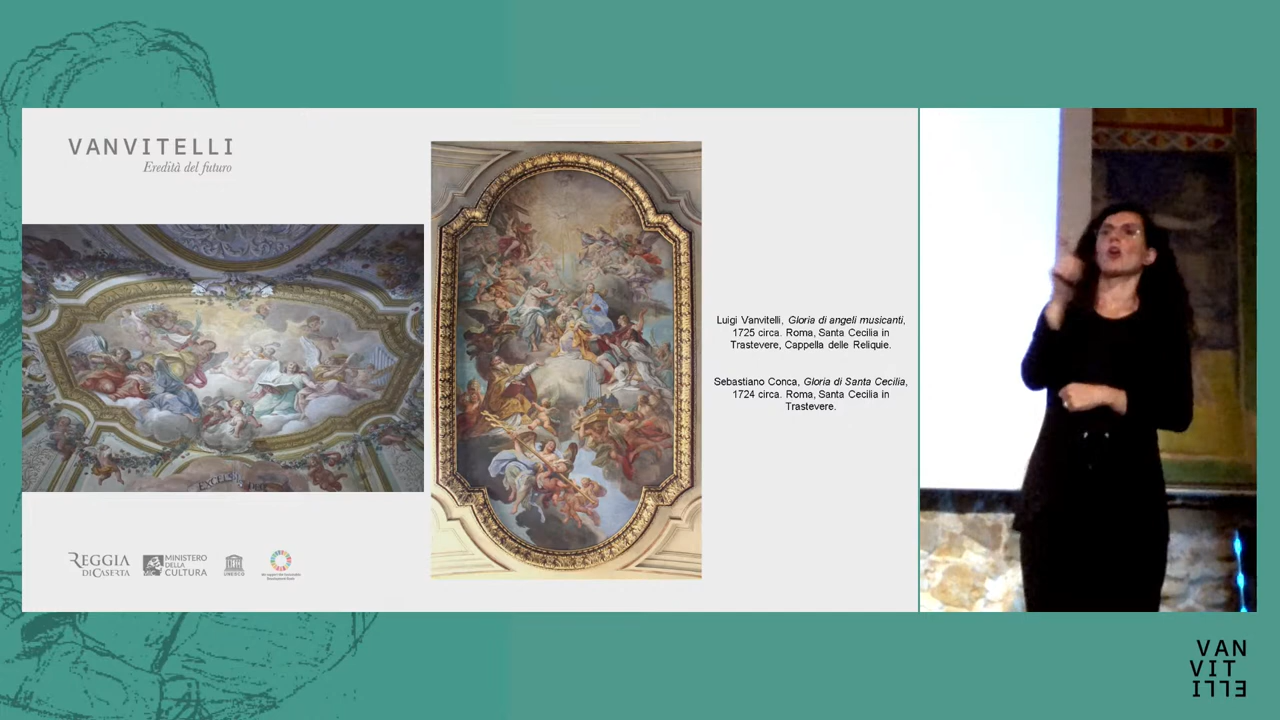 VANVITELLI
Eredità del futuro
Luigi Vanvitelli, Gloria di angeli musicanti,
1725 circa. Roma, Santa Cecilia in
Trastevere, Cappella delle Reliquie.
Sebastiano Conca, Gloria di Santa Cecilia,
1724 circa. Roma, Santa Cecilia in
Trastevere.
REGGIA
DI CASERTA
MINISTERO
DELLA
CULTURA
UNESCO
VAN
VIT
ELLI